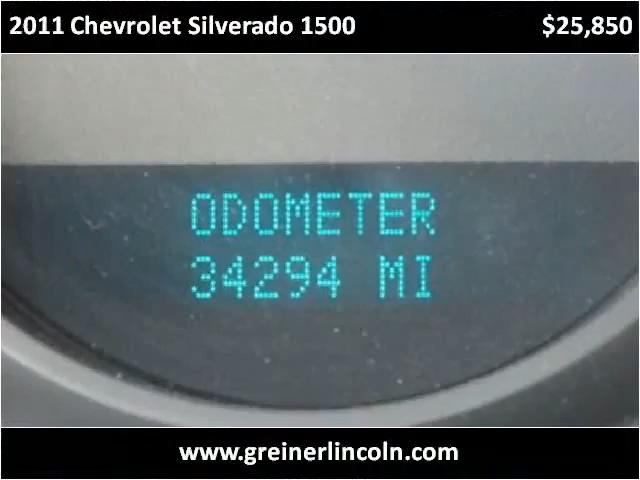 2011 Chevrolet Silverado 1500 $25,850
ODOMETER
34294 MI
www.greinerlincoln.com